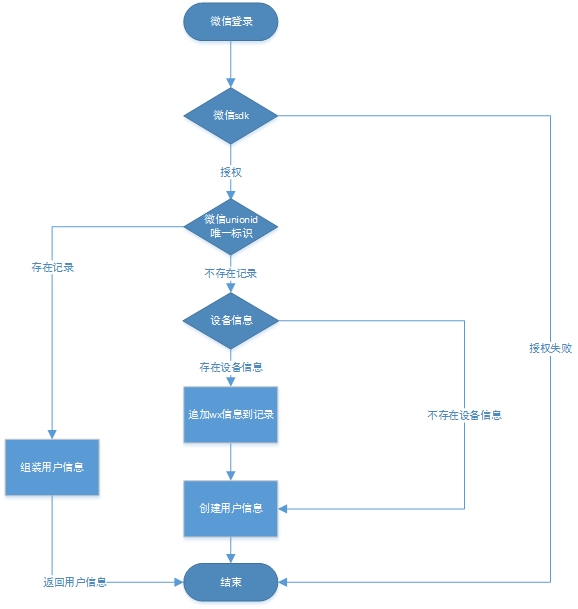 微信登录
微信sdk
授权
微信unionid
唯一标识
存在记录
不存在记录
设备信息
授权失败
存在设备信息
追加wx信息到记录
不存在设备信息
组装用户信息
创建用户信息
返回用户信息
结束